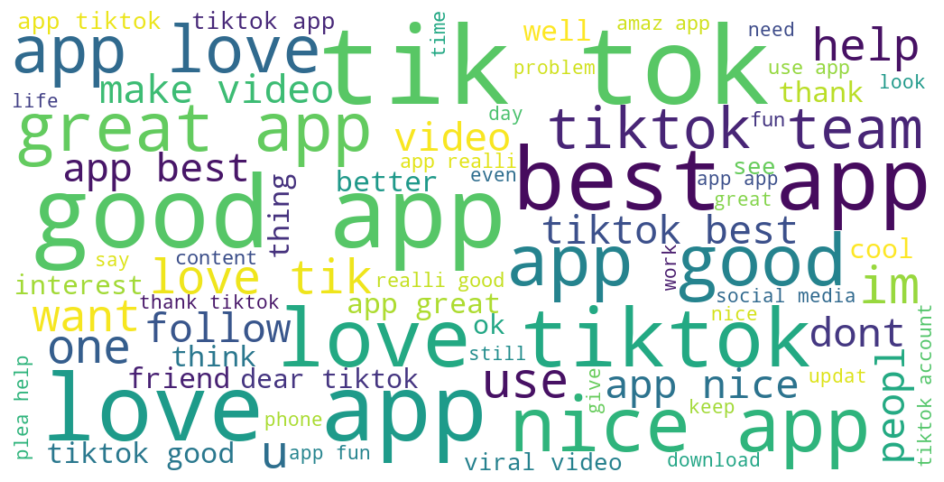 app tiktok
tiktok app
time
well
amaz app
need
app love
tik tok
help
problem
use app
look
life
make video
thank
great app
day
video
tiktok team
fun
app best
app realli
even
best app
see
app app
great
good app
thing
better
tiktok best
say
content
love tik
realli good
app good
work
cool
interest
thank tiktok
app great
social media
im
want
follow
ok
nice
dont
one
think
love tiktok
still
friend
dear tiktok
use
app nice
updat
give
peopl
tiktok account
plea help
love app
phone
nice app
keep
tiktok good
u
app fun
viral video
download